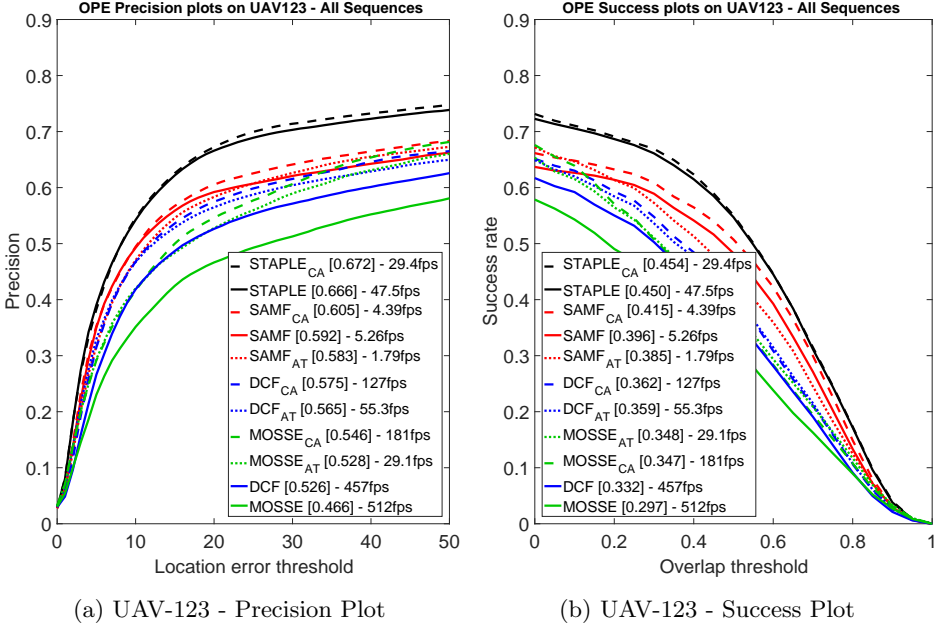 OPE Precision plots on UAV123 - All Sequences
0.9
0.8
0.7
0.6
0.5
0.4
0.3
0.2
0.1
0
Precision
STAPLE_CA [0.672] - 29.4fps
STAPLE [0.666] - 47.5fps
SAMF_CA [0.605] - 4.39fps
SAMF [0.592] - 5.26fps
SAMF_AT [0.583] - 1.79fps
DCF_CA [0.575] - 127fps
DCF_AT [0.565] - 55.3fps
MOSSE_CA [0.546] - 181fps
MOSSE_AT [0.528] - 29.1fps
DCF [0.526] - 457fps
MOSSE [0.466] - 512fps
0 10 20 30 40 50
Location error threshold
(a) UAV-123 - Precision Plot
OPE Success plots on UAV123 - All Sequences
0.9
0.8
0.7
0.6
0.5
0.4
0.3
0.2
0.1
0
Success rate
STAPLE_CA [0.454] - 29.4fps
STAPLE [0.450] - 47.5fps
SAMF_CA [0.415] - 4.39fps
SAMF [0.396] - 5.26fps
SAMF_AT [0.385] - 1.79fps
DCF_CA [0.362] - 127fps
DCF_AT [0.359] - 55.3fps
MOSSE_AT [0.348] - 29.1fps
MOSSE_CA [0.347] - 181fps
DCF [0.332] - 457fps
MOSSE [0.297] - 512fps
0 0.2 0.4 0.6 0.8 1
Overlap threshold
(b) UAV-123 - Success Plot